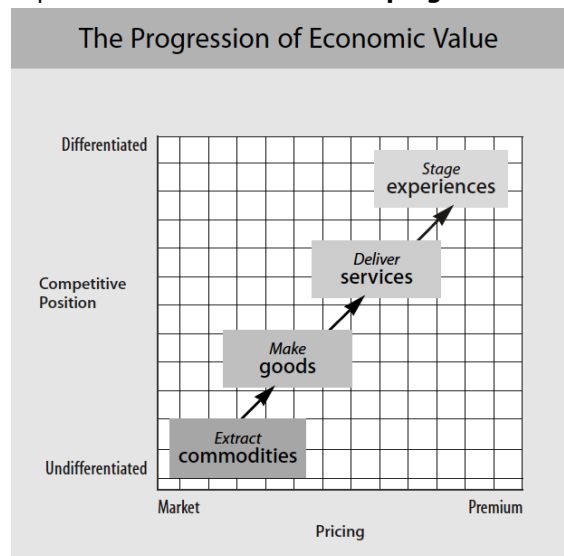 The Progression of Economic Value
Differentiated
Stage
experiences
Deliver
services
Competitive
Position
Make
goods
Extract
commodities
Undifferentiated
Market
Premium
Pricing